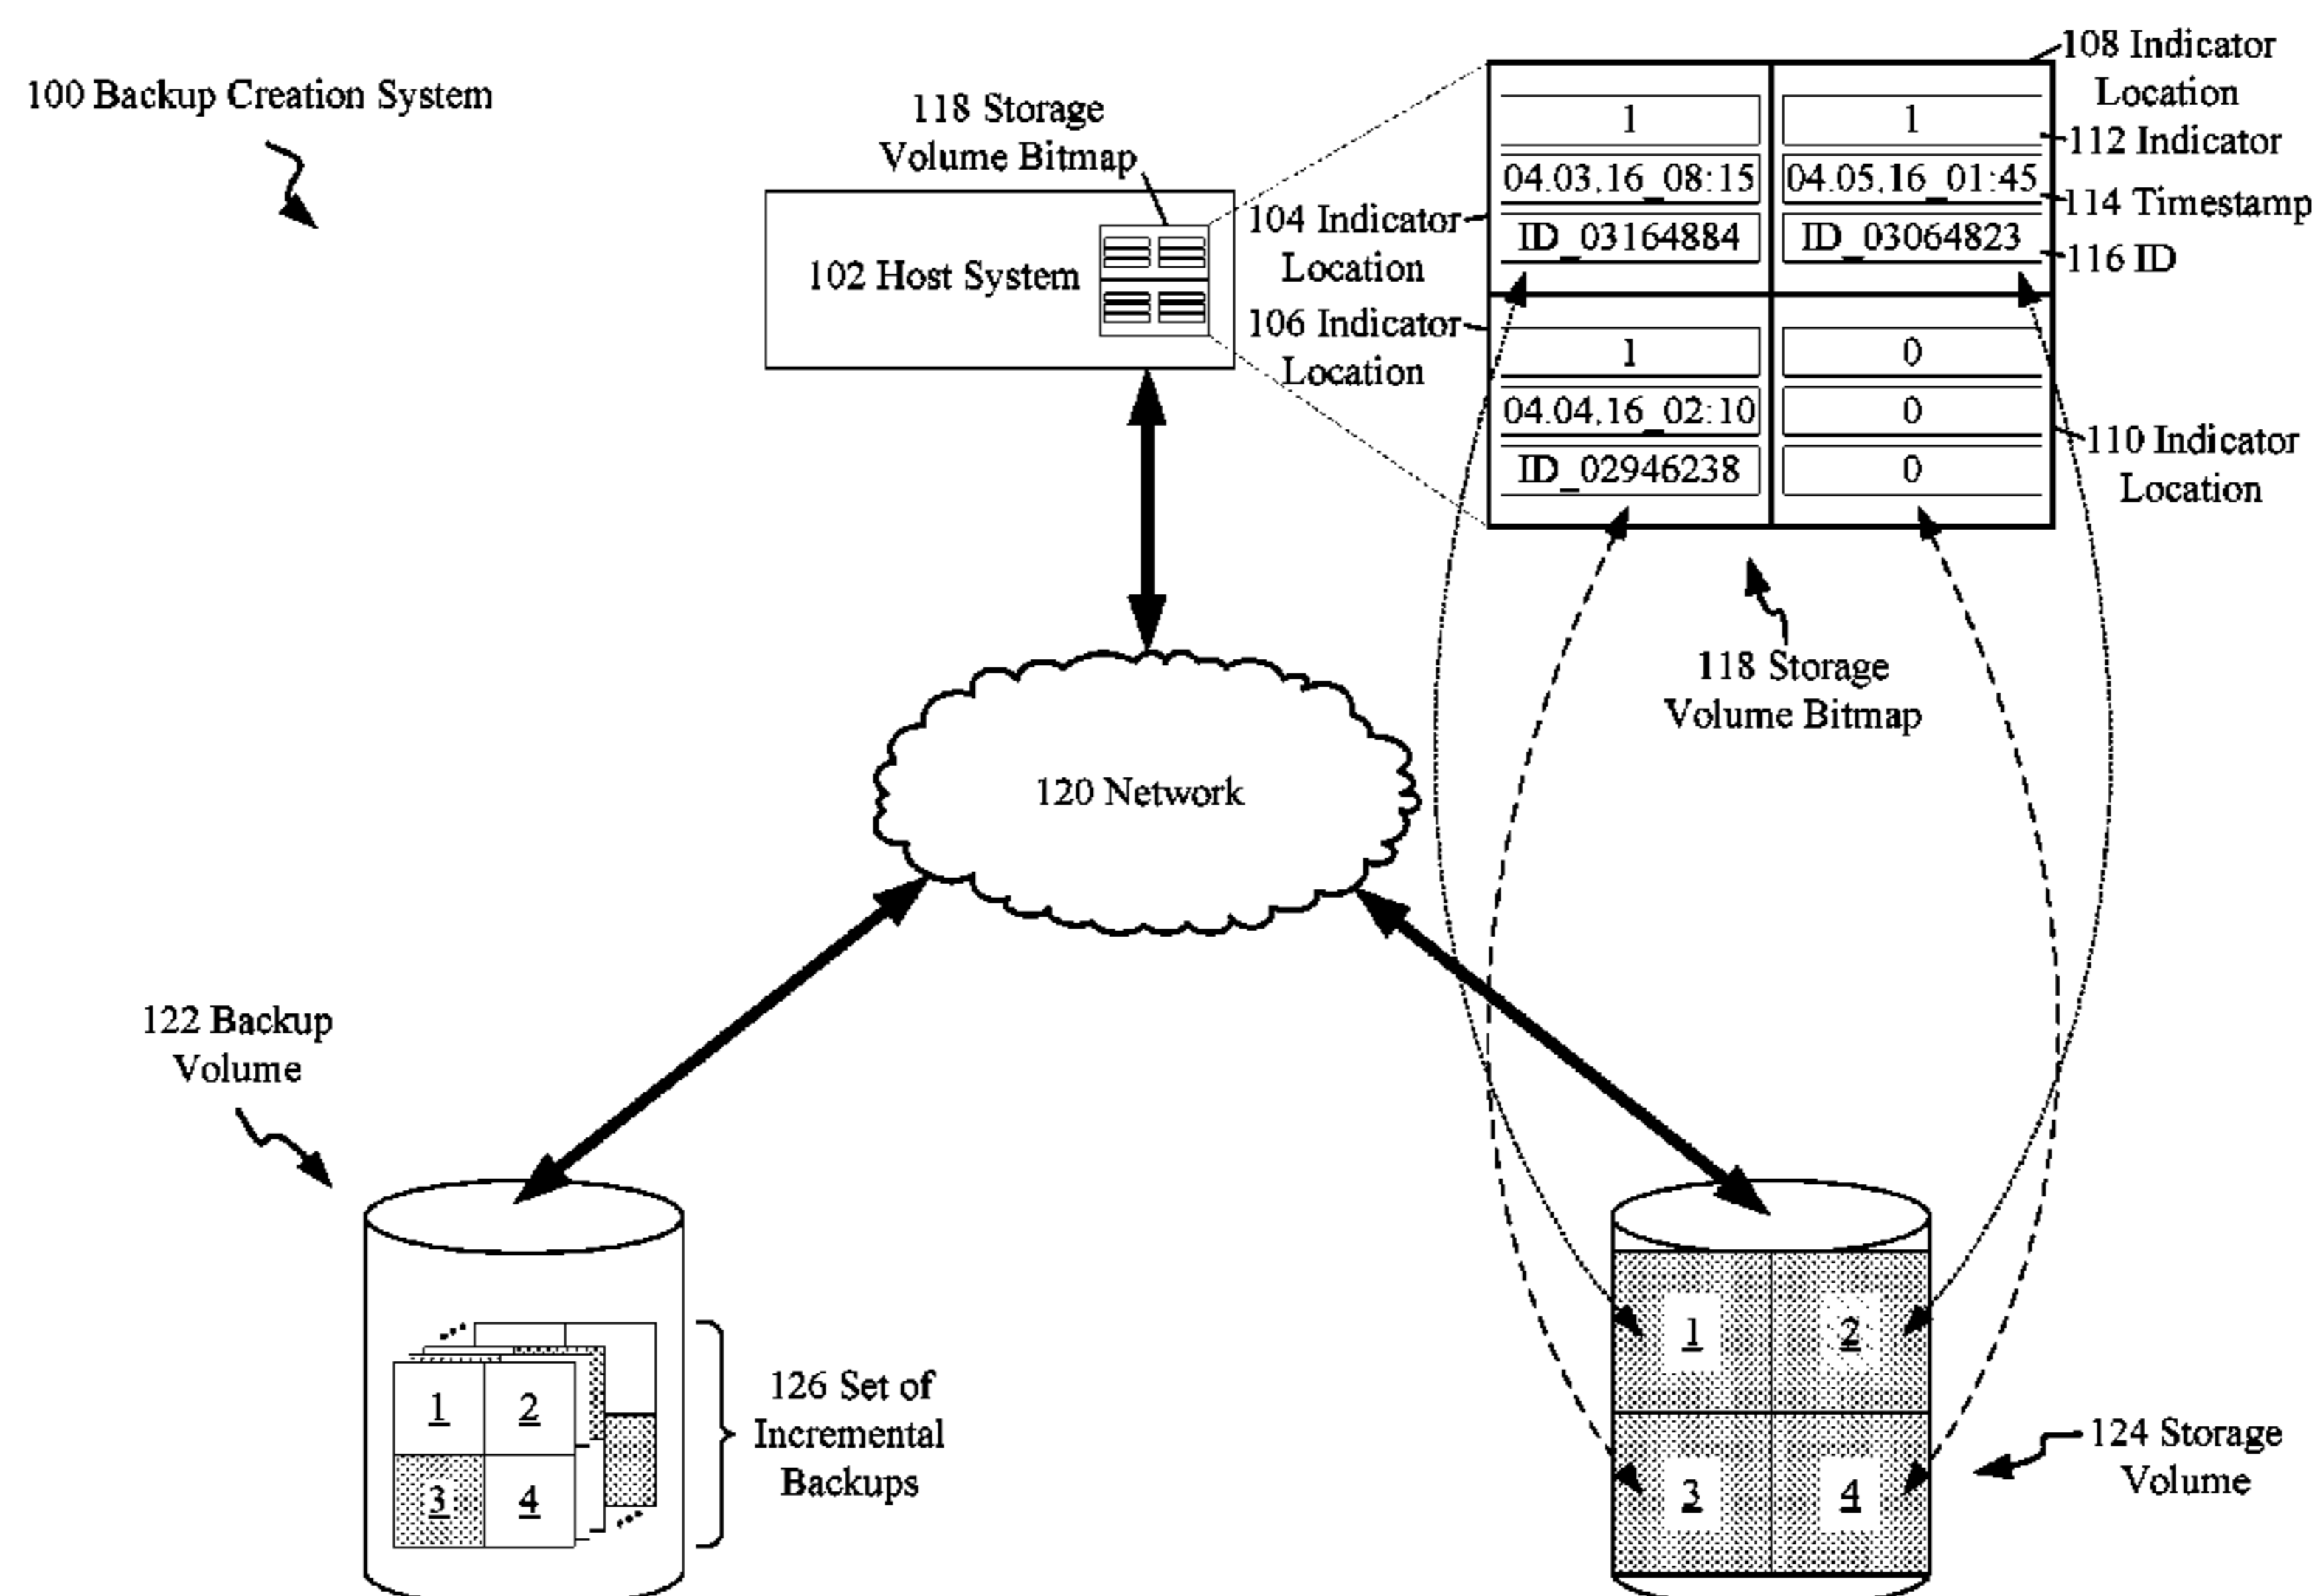 100 Backup Creation System
118 Storage
Volume Bitmap
102 Host System
104 Indicator
Location
106 Indicator
Location
1
04.03.16_08:15
ID_03164884
1
04.05.16_01:45
ID_03064823
1
04.04.16_02:10
ID_02946238
0
0
0
108 Indicator
Location
112 Indicator
114 Timestamp
116 ID
110 Indicator
Location
118 Storage
Volume Bitmap
120 Network
122 Backup
Volume
1 2
3 4
126 Set of
Incremental
Backups
1 2
3 4
124 Storage
Volume